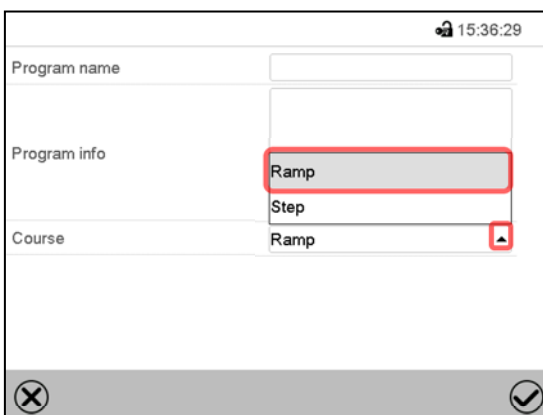 15:36:29
Program name
Program info
Ramp
Step
Course
Ramp